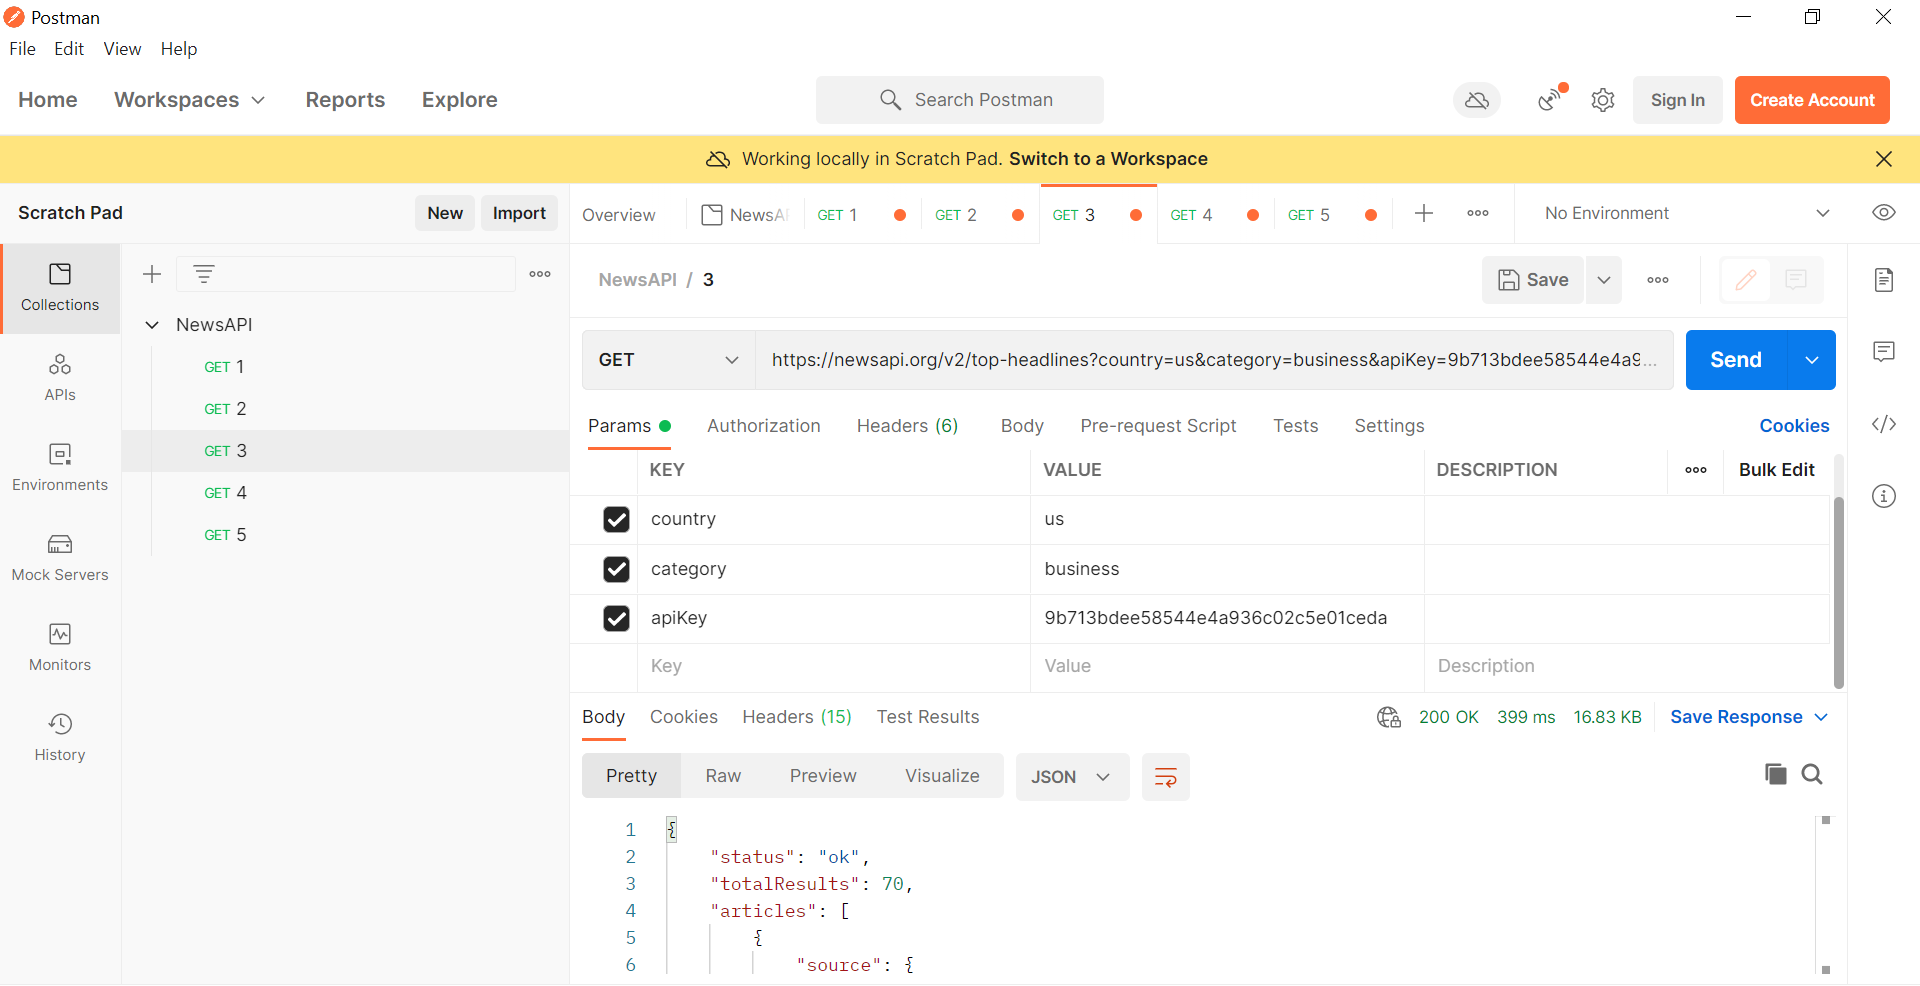 Postman
File Edit View Help
Home Workspaces Reports Explore Search Postman Sign In Create Account
Working locally in Scratch Pad. Switch to a Workspace
Scratch Pad New Import
Overview NewsAP GET 1 GET 2 GET 3 GET 4 GET 5 No Environment
Collections
APIs
Environments
Mock Servers
Monitors
History
NewsAPI
GET 1
GET 2
GET 3
GET 4
GET 5
NewsAPI / 3 Save
GET https://newsapi.org/v2/top-headlines?country=us&category=business&apiKey=9b713bdee58544e4a9... Send
Params Authorization Headers (6) Body Pre-request Script Tests Settings Cookies
KEY VALUE DESCRIPTION Bulk Edit
country us
category business
apiKey 9b713bdee58544e4a936c02c5e01ceda
Key Value Description
Body Cookies Headers (15) Test Results 200 OK 399 ms 16.83 KB Save Response
Pretty Raw Preview Visualize JSON
1 {
2 "status": "ok",
3 "totalResults": 70,
4 "articles": [
5 {
6 "source": {